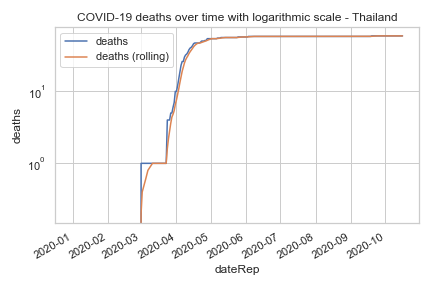 COVID-19 deaths over time with logarithmic scale - Thailand
deaths
deaths (rolling)
10¹
10⁰
deaths
2020-01
2020-02
2020-03
2020-04
2020-05
2020-06
2020-07
2020-08
2020-09
2020-10
dateRep